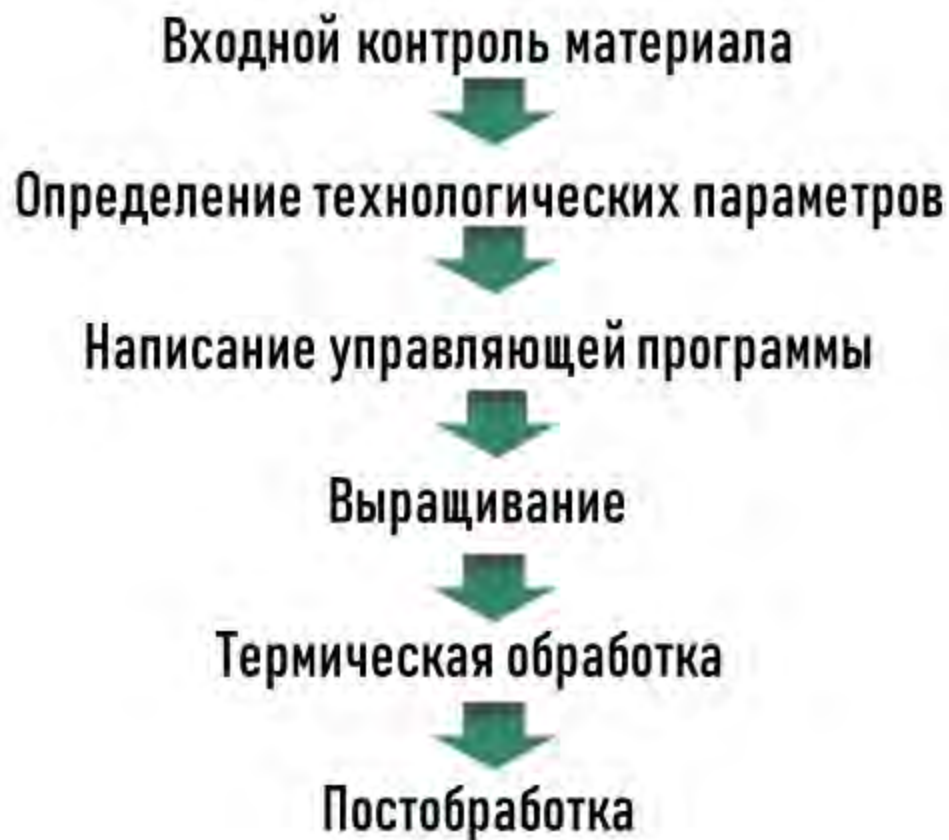 Входной контроль материала
Определение технологических параметров
Написание управляющей программы
Выращивание
Термическая обработка
Постобработка